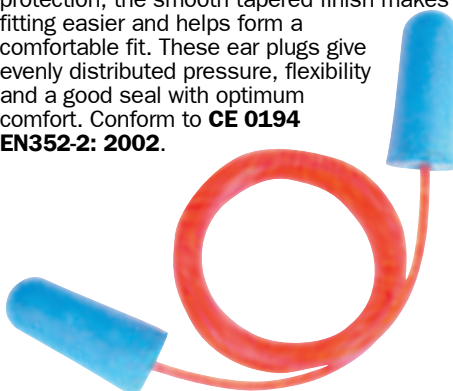 protection, the smooth tapered finish makes
fitting easier and helps form a
comfortable fit. These ear plugs give
evenly distributed pressure, flexibility
and a good seal with optimum
comfort. Conform to CE 0194
EN352-2: 2002.